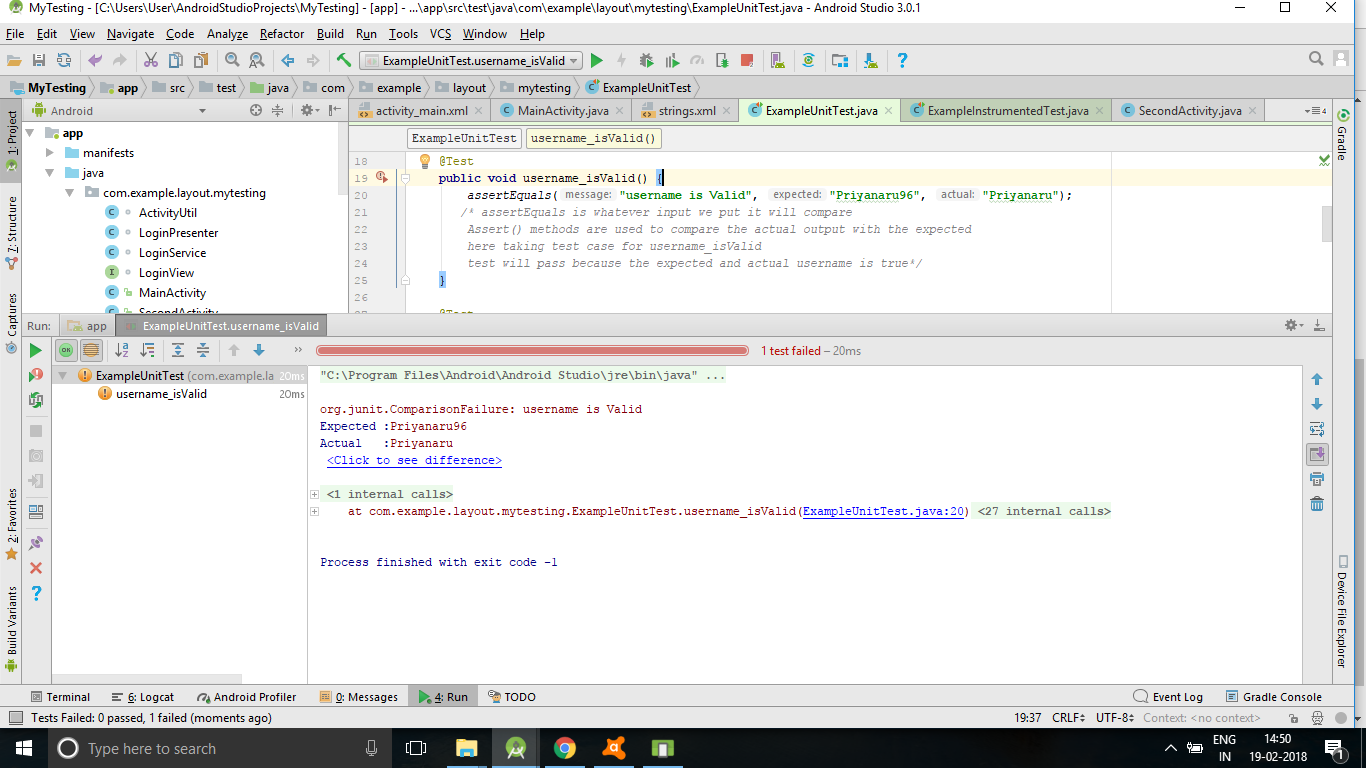 MyTesting - [C:\Users\User\AndroidStudioProjects\MyTesting] - [app] - ...\app\src\test\java\com\example\layout\mytesting\ExampleUnitTest.java - Android Studio 3.0.1
File Edit View Navigate Code Analyze Refactor Build Run Tools VCS Window Help
ExampleUnitTest.username_isValid
MyTesting app src test java com example layout mytesting ExampleUnitTest
1: Project
Z: Structure
Captures
2: Favorites
Build Variants
Android
activity_main.xml MainActivity.java strings.xml ExampleUnitTest.java ExampleInstrumentedTest.java SecondActivity.java
4
Gradle
app
manifests
java
com.example.layout.mytesting
ActivityUtil
LoginPresenter
LoginService
LoginView
MainActivity
SecondActivity
ExampleUnitTest username_isValid()
18 @Test
19 public void username_isValid() {
20 assertEquals( message: "username is Valid", expected: "Priyanaru96", actual: "Priyanaru");
21 /* assertEquals is whatever input we put it will compare
22 Assert() methods are used to compare the actual output with the expected
23 here taking test case for username_isValid
24 test will pass because the expected and actual username is true*/
25 }
26
27 @Test
Run: app ExampleUnitTest.username_isValid
OK
1 test failed – 20ms
ExampleUnitTest (com.example.la 20ms
username_isValid 20ms
"C:\Program Files\Android\Android Studio\jre\bin\java" ...
org.junit.ComparisonFailure: username is Valid
Expected :Priyanaru96
Actual :Priyanaru
<Click to see difference>
<1 internal calls>
at com.example.layout.mytesting.ExampleUnitTest.username_isValid(ExampleUnitTest.java:20) <27 internal calls>
Process finished with exit code -1
Device File Explorer
Terminal 6: Logcat Android Profiler 0: Messages 4: Run TODO Event Log Gradle Console
Tests Failed: 0 passed, 1 failed (moments ago) 19:37 CRLF UTF-8 Context: <no context>
Type here to search
ENG
IN
14:50
19-02-2018
1